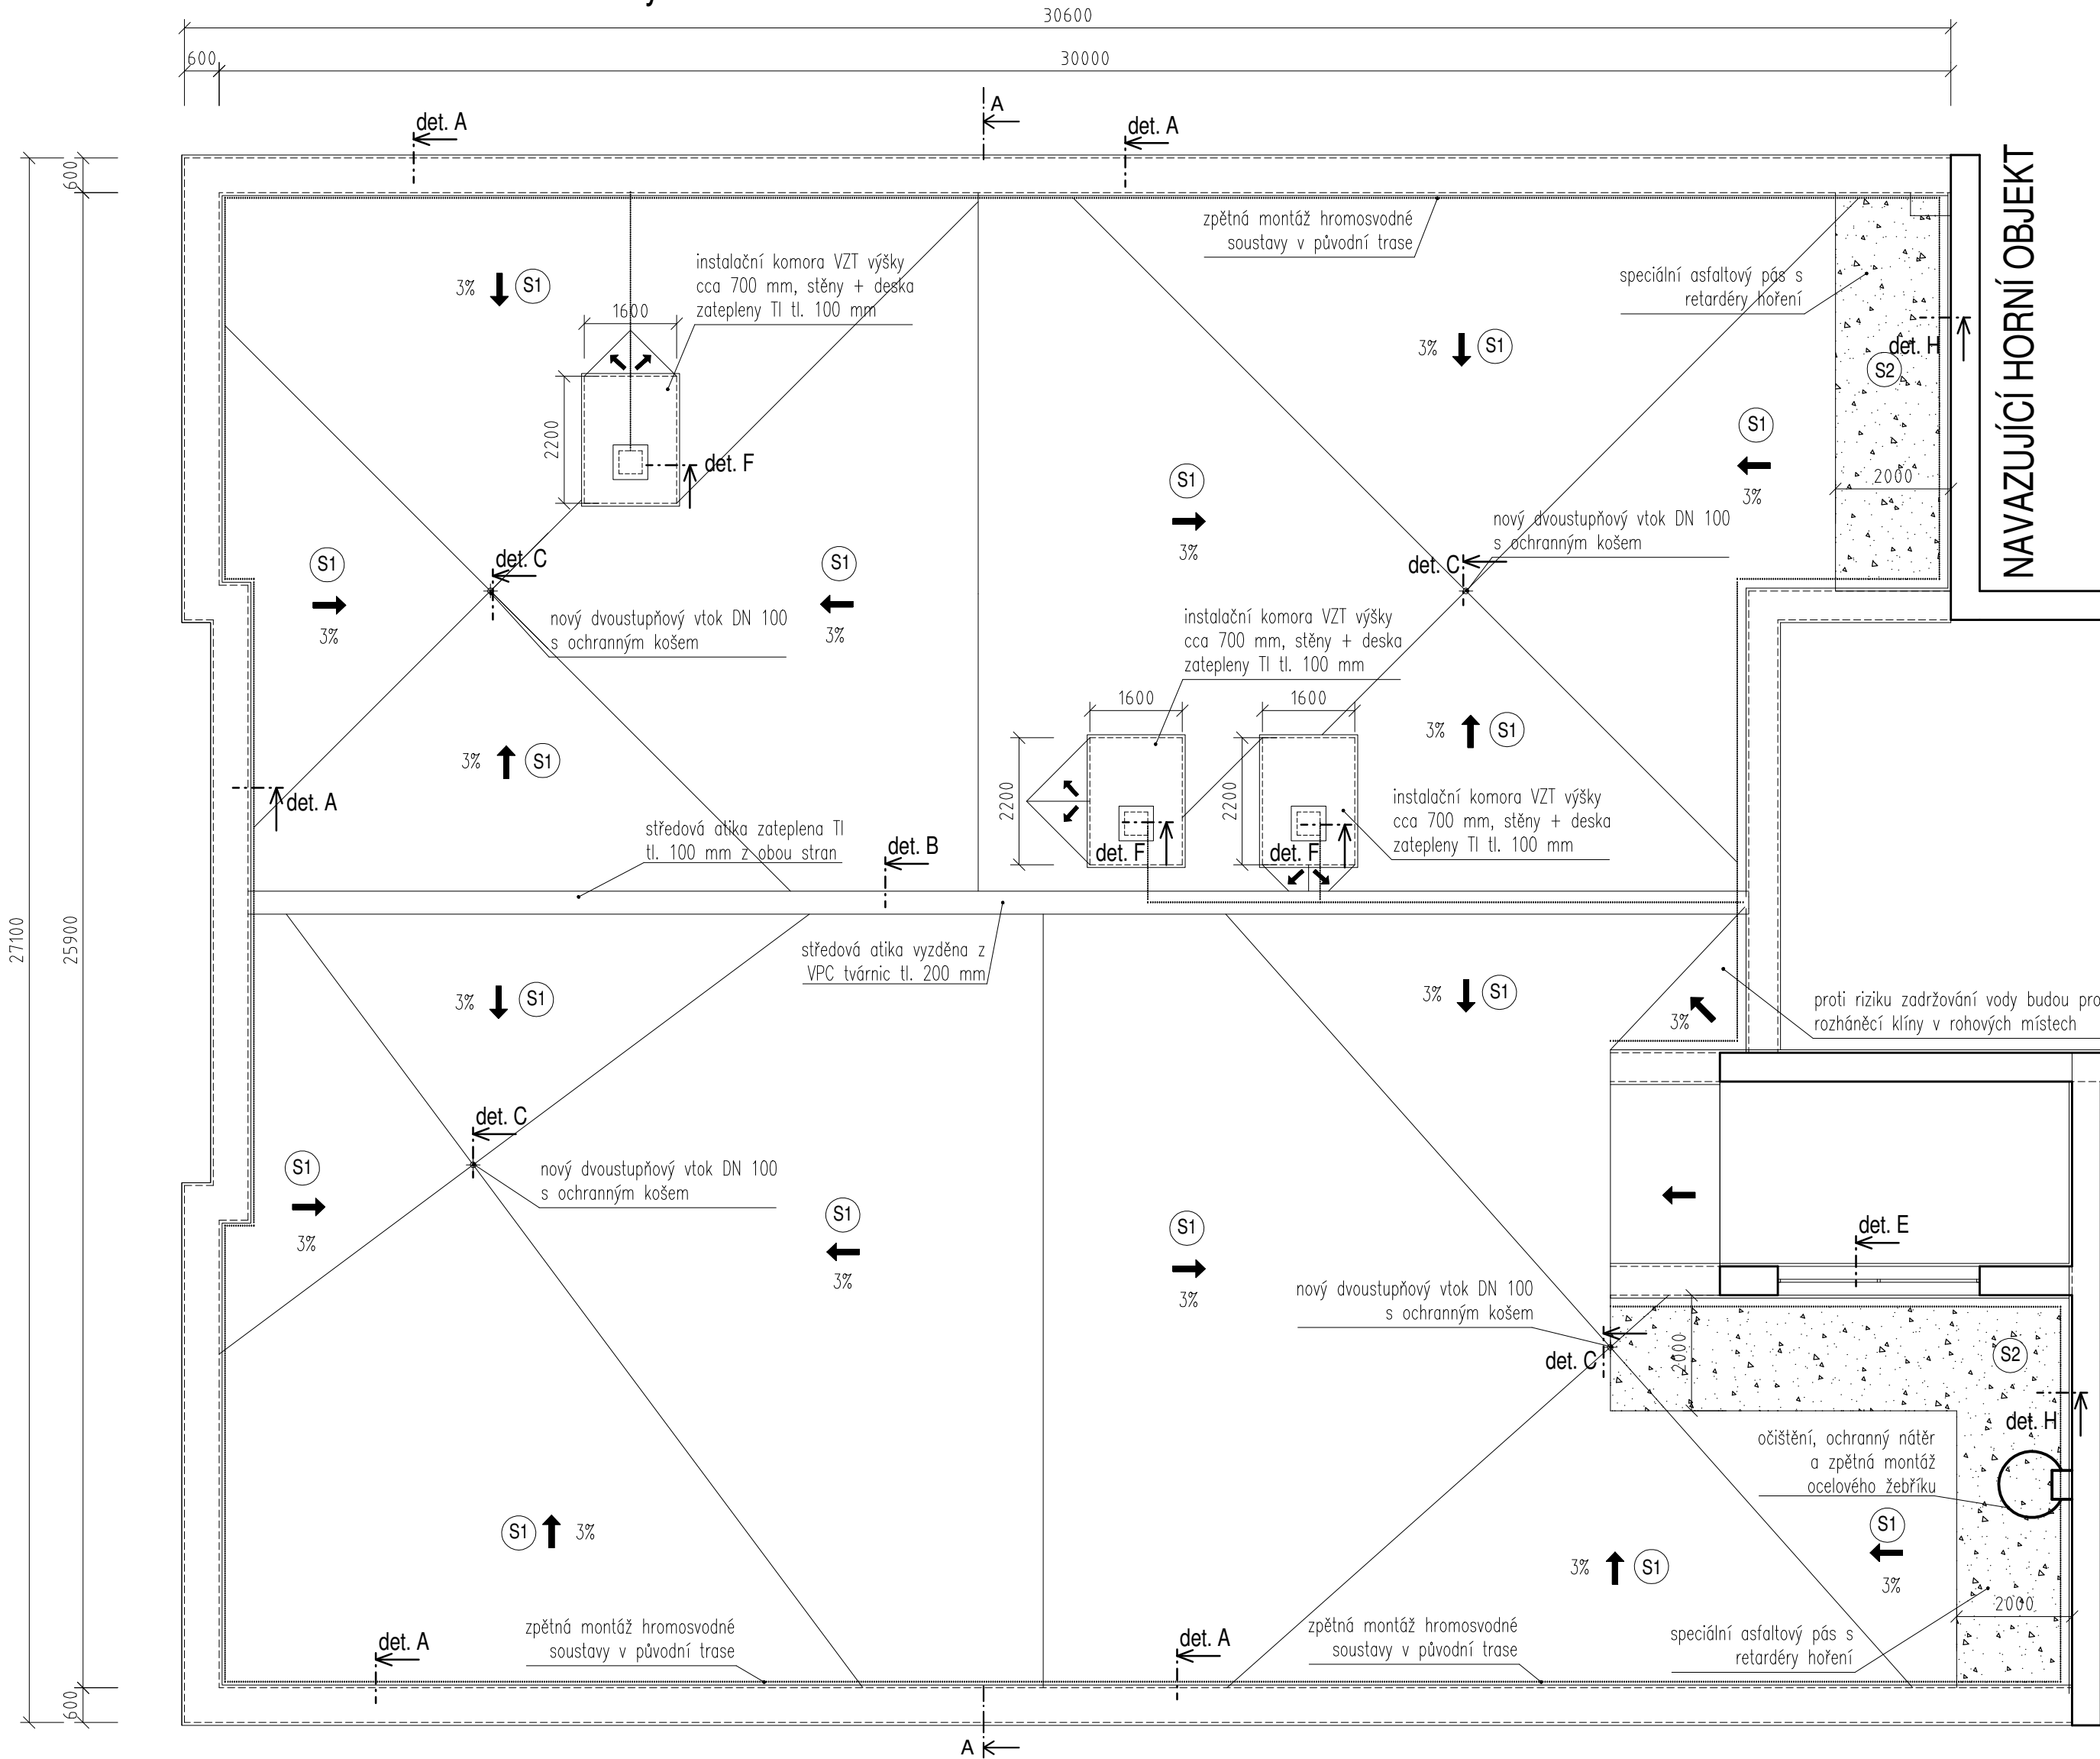 30600
600
30000
det. A
A
det. A
600
NAVAZUJÍCÍ HORNÍ OBJEKT
zpětná montáž hromosvodné
soustavy v původní trase
instalační komora VZT výšky
cca 700 mm, stěny + deska
zatepleny TI tl. 100 mm
speciální asfaltový pás s
retardéry hoření
3%
S1
1600
3%
S1
det. H
S2
2200
det. F
S1
3%
S1
3%
2000
nový dvoustupňový vtok DN 100
s ochranným košem
det. C
S1
3%
S1
3%
det. C
nový dvoustupňový vtok DN 100
s ochranným košem
instalační komora VZT výšky
cca 700 mm, stěny + deska
zatepleny TI tl. 100 mm
1600
1600
3%
S1
3%
S1
2200
2200
det. A
instalační komora VZT výšky
cca 700 mm, stěny + deska
zatepleny TI tl. 100 mm
středová atika zateplena TI
tl. 100 mm z obou stran
det. B
det. F
det. F
27100
25900
středová atika vyzděna z
VPC tvárnic tl. 200 mm
3%
S1
3%
S1
3%
proti riziku zadržování vody budou pro
rozháněcí klíny v rohových místech
det. C
S1
3%
nový dvoustupňový vtok DN 100
s ochranným košem
S1
3%
S1
3%
det. E
nový dvoustupňový vtok DN 100
s ochranným košem
det. C
2000
S2
det. H
očištění, ochranný nátěr
a zpětná montáž
ocelového žebříku
S1
3%
S1
3%
3%
S1
2000
zpětná montáž hromosvodné
soustavy v původní trase
zpětná montáž hromosvodné
soustavy v původní trase
speciální asfaltový pás s
retardéry hoření
det. A
det. A
600
A